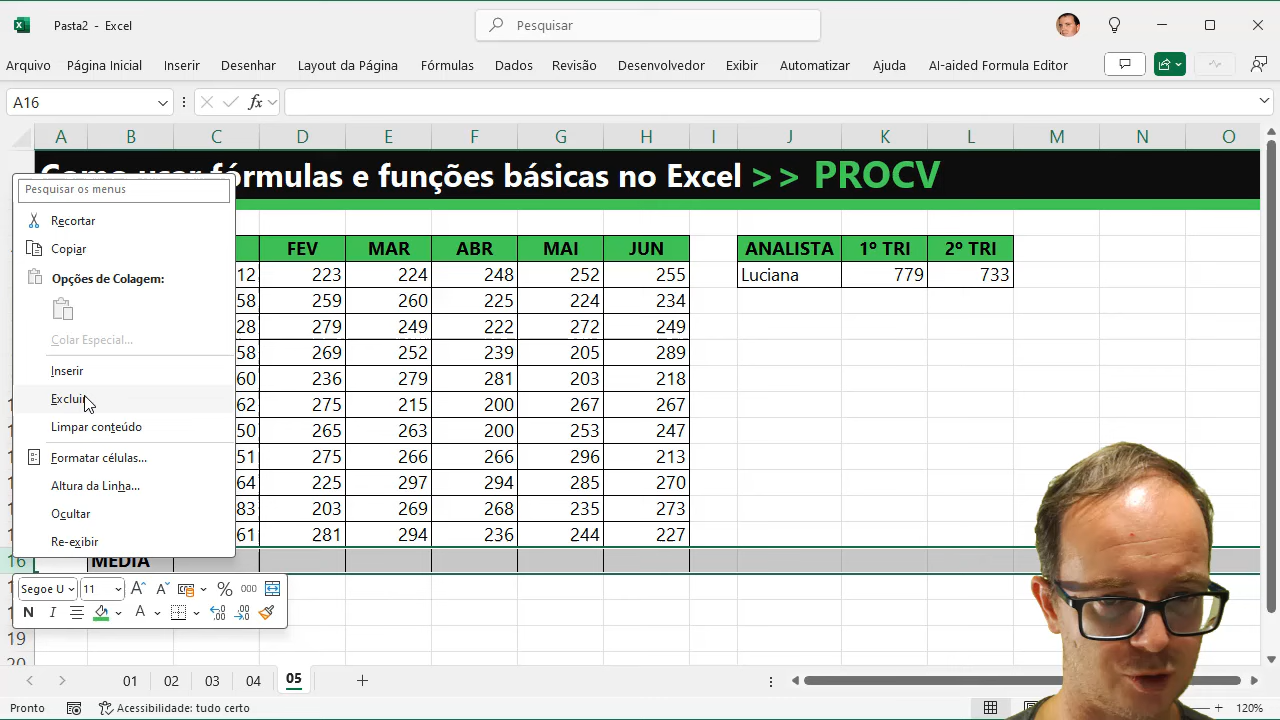 Pasta2 - Excel
Pesquisar
Arquivo Página Inicial Inserir Desenhar Layout da Página Fórmulas Dados Revisão Desenvolvedor Exibir Automatizar Ajuda AI-aided Formula Editor
A16 fx
A B C D E F G H I J K L M N O
fórmulas e funções básicas no Excel >> PROCV
Pesquisar os menus
Recortar
Copiar
Opções de Colagem:
Colar Especial...
Inserir
Excluir
Limpar conteúdo
Formatar células...
Altura da Linha...
Ocultar
Re-exibir
FEV MAR ABR MAI JUN ANALISTA 1º TRI 2º TRI
12 223 224 248 252 255 Luciana 779 733
58 259 260 225 224 234
28 279 249 222 272 249
58 269 252 239 205 289
60 236 279 281 203 218
62 275 215 200 267 267
50 265 263 200 253 247
51 275 266 266 296 213
64 225 297 294 285 270
83 203 269 268 235 273
61 281 294 236 244 227
16 MÉDIA
Segoe U 11 A A % 000
N I A
19
20
01 02 03 04 05
Pronto Acessibilidade: tudo certo 120%